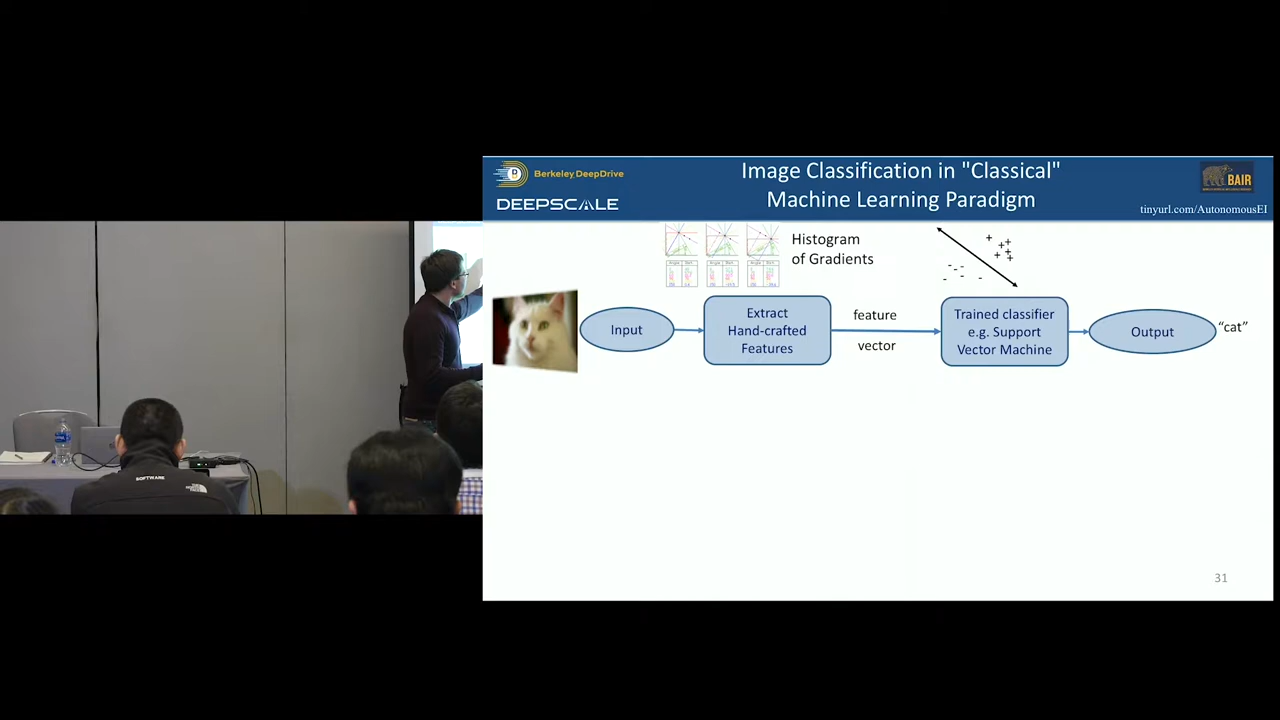 Berkeley DeepDrive
DEEPSCALE
Image Classification in "Classical"
Machine Learning Paradigm
BAIR
tinyurl.com/AutonomousEI
Histogram
of Gradients
Input
Extract
Hand-crafted
Features
feature
vector
Trained classifier
e.g. Support
Vector Machine
Output
“cat”
31
SOFTWARE